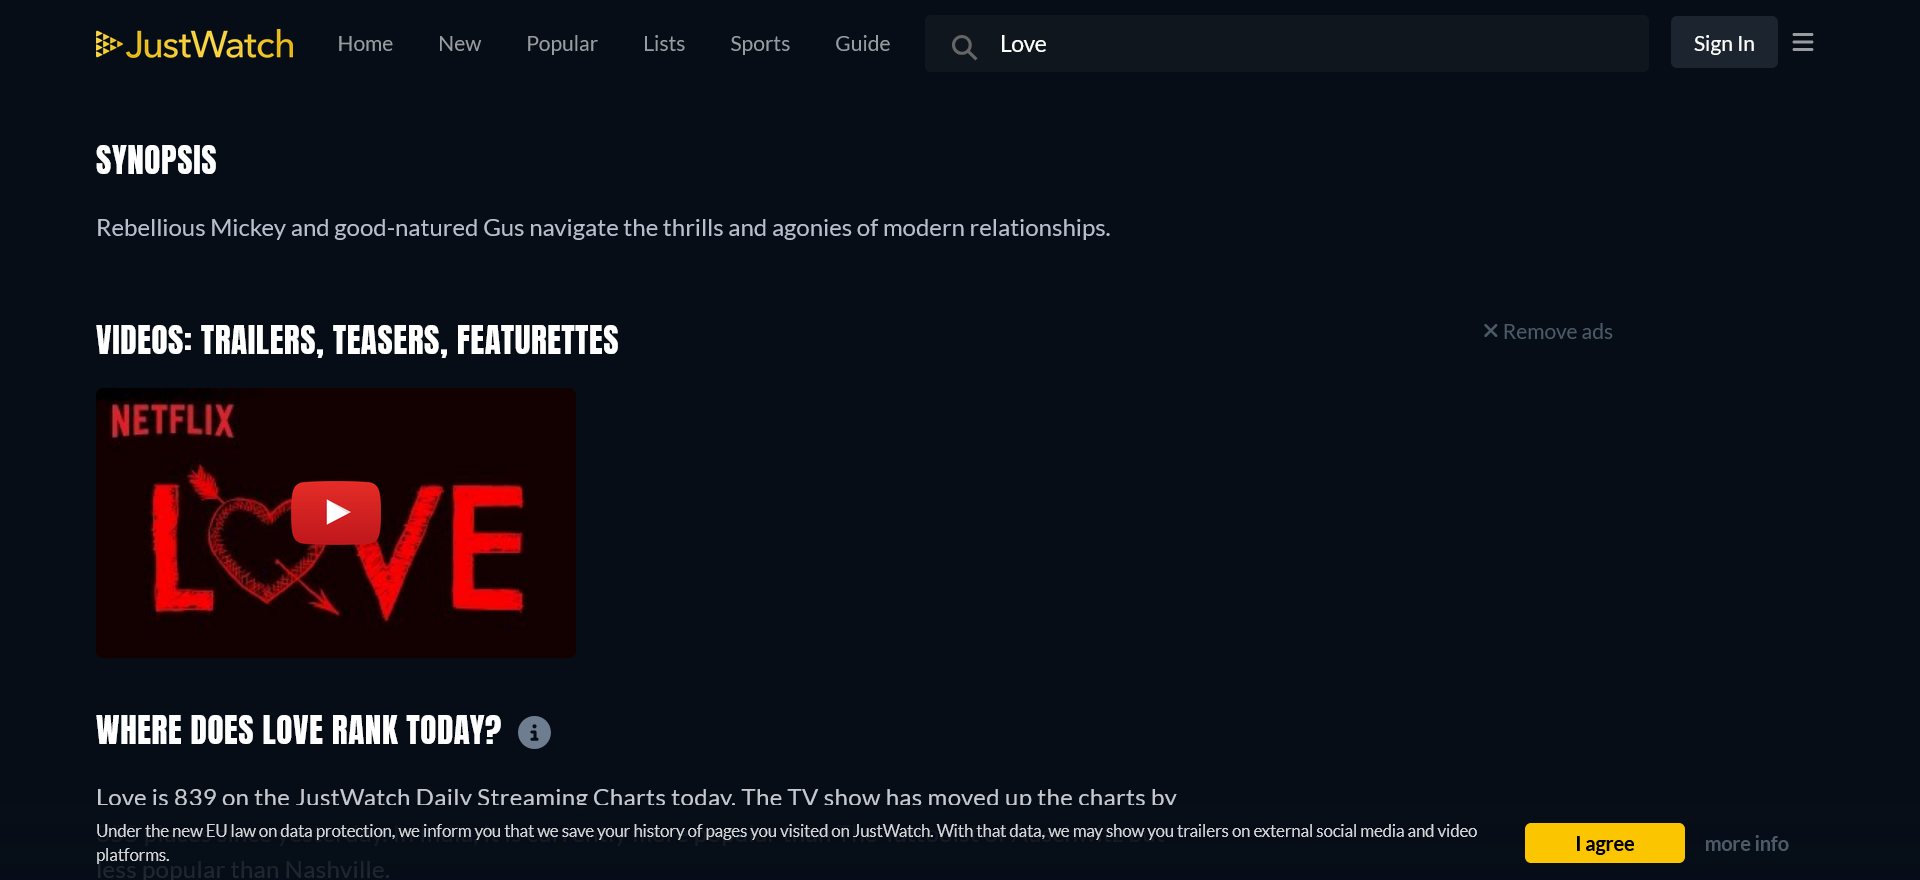 JustWatch
Home New Popular Lists Sports Guide Love Sign In
SYNOPSIS
Rebellious Mickey and good-natured Gus navigate the thrills and agonies of modern relationships.
VIDEOS: TRAILERS, TEASERS, FEATURETTES
Remove ads
NETFLIX
LOVE
WHERE DOES LOVE RANK TODAY?
Love is 839 on the JustWatch Daily Streaming Charts today. The TV show has moved up the charts by
Under the new EU law on data protection, we inform you that we save your history of pages you visited on JustWatch. With that data, we may show you trailers on external social media and video
platforms.
I agree more info
less popular than Nashville.